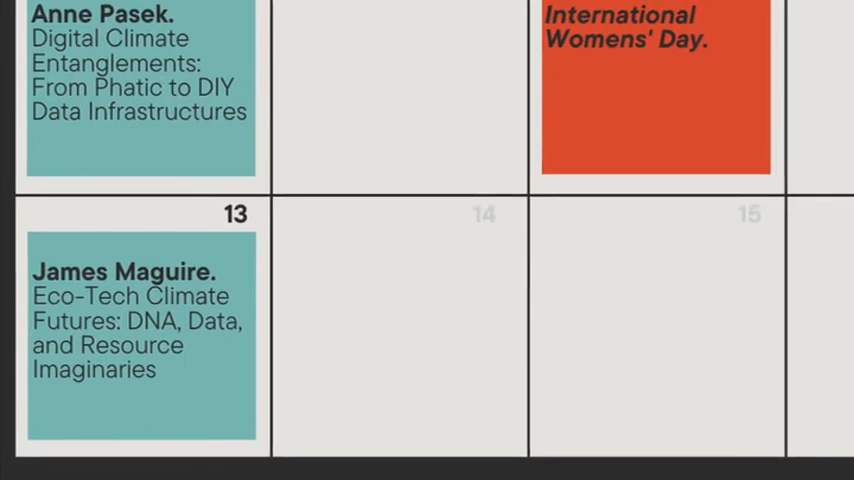 Anne Pasek.
Digital Climate
Entanglements:
From Phatic to DIY
Data Infrastructures
International
Womens' Day.
13
14
15
James Maguire.
Eco-Tech Climate
Futures: DNA, Data,
and Resource
Imaginaries